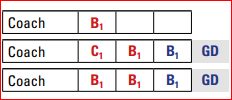 Coach B₁
Coach C₁ B₁ B₁ GD
Coach B₁ B₁ B₁ GD